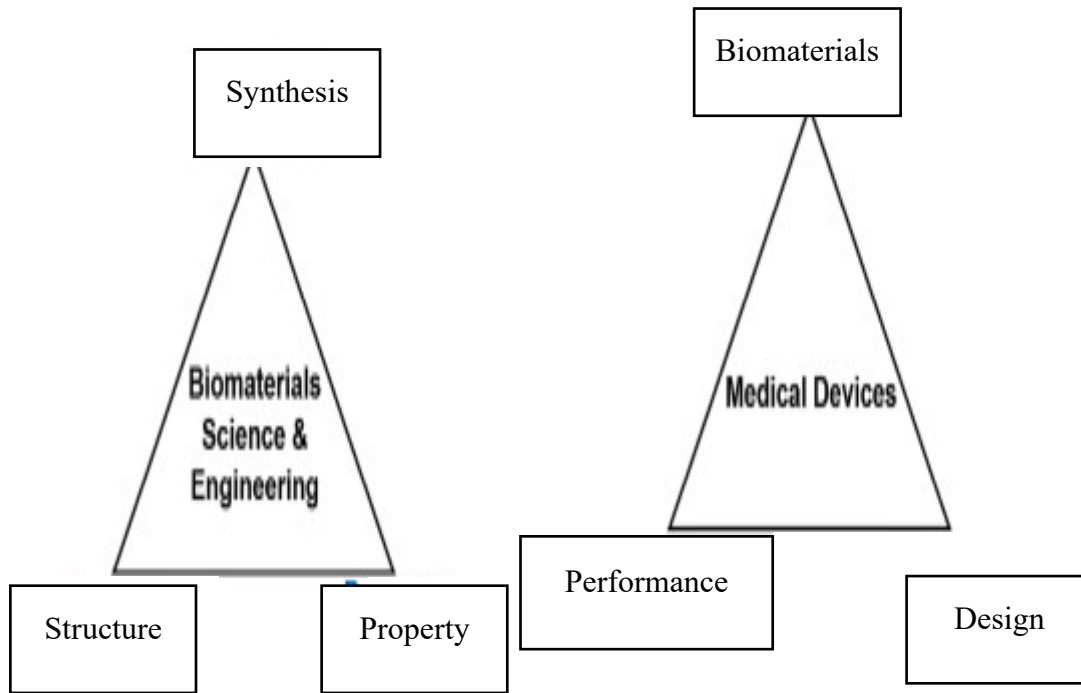 Synthesis
Biomaterials
Science &
Engineering
Structure
Property
Biomaterials
Medical Devices
Performance
Design